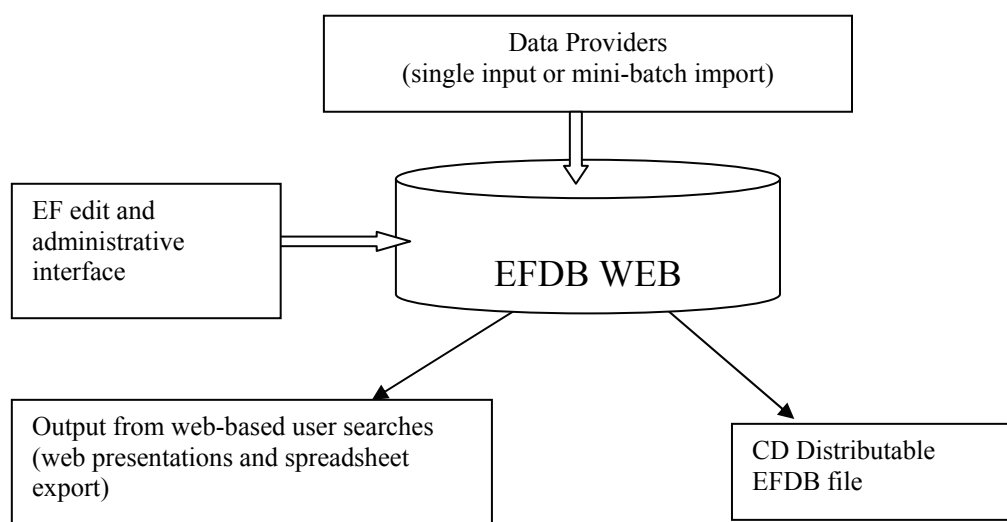 Data Providers
(single input or mini-batch import)
EF edit and
administrative
interface
EFDB WEB
Output from web-based user searches
(web presentations and spreadsheet
export)
CD Distributable
EFDB file